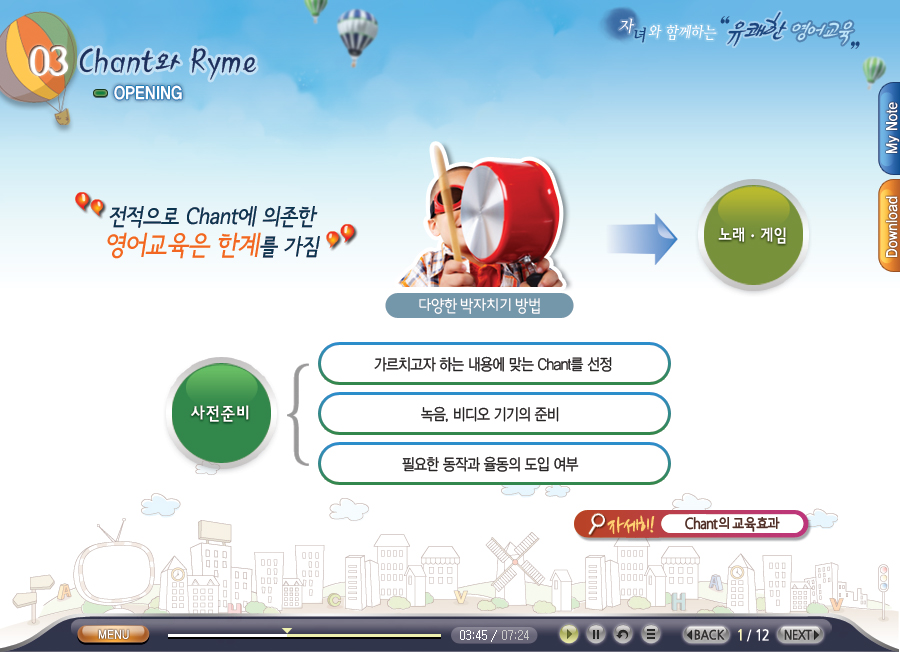 03 Chant와 Ryme
자녀와 함께하는 "유쾌한 영어교육"
OPENING
My Note
Download
전적으로 Chant에 의존한
영어교육은 한계를 가짐
노래 · 게임
다양한 박자치기 방법
사전준비
가르치고자 하는 내용에 맞는 Chant를 선정
녹음, 비디오 기기의 준비
필요한 동작과 율동의 도입 여부
자세히! Chant의 교육효과
A
H
C
V
H
A
V
MENU
03:45 / 07:24
BACK
1 / 12
NEXT